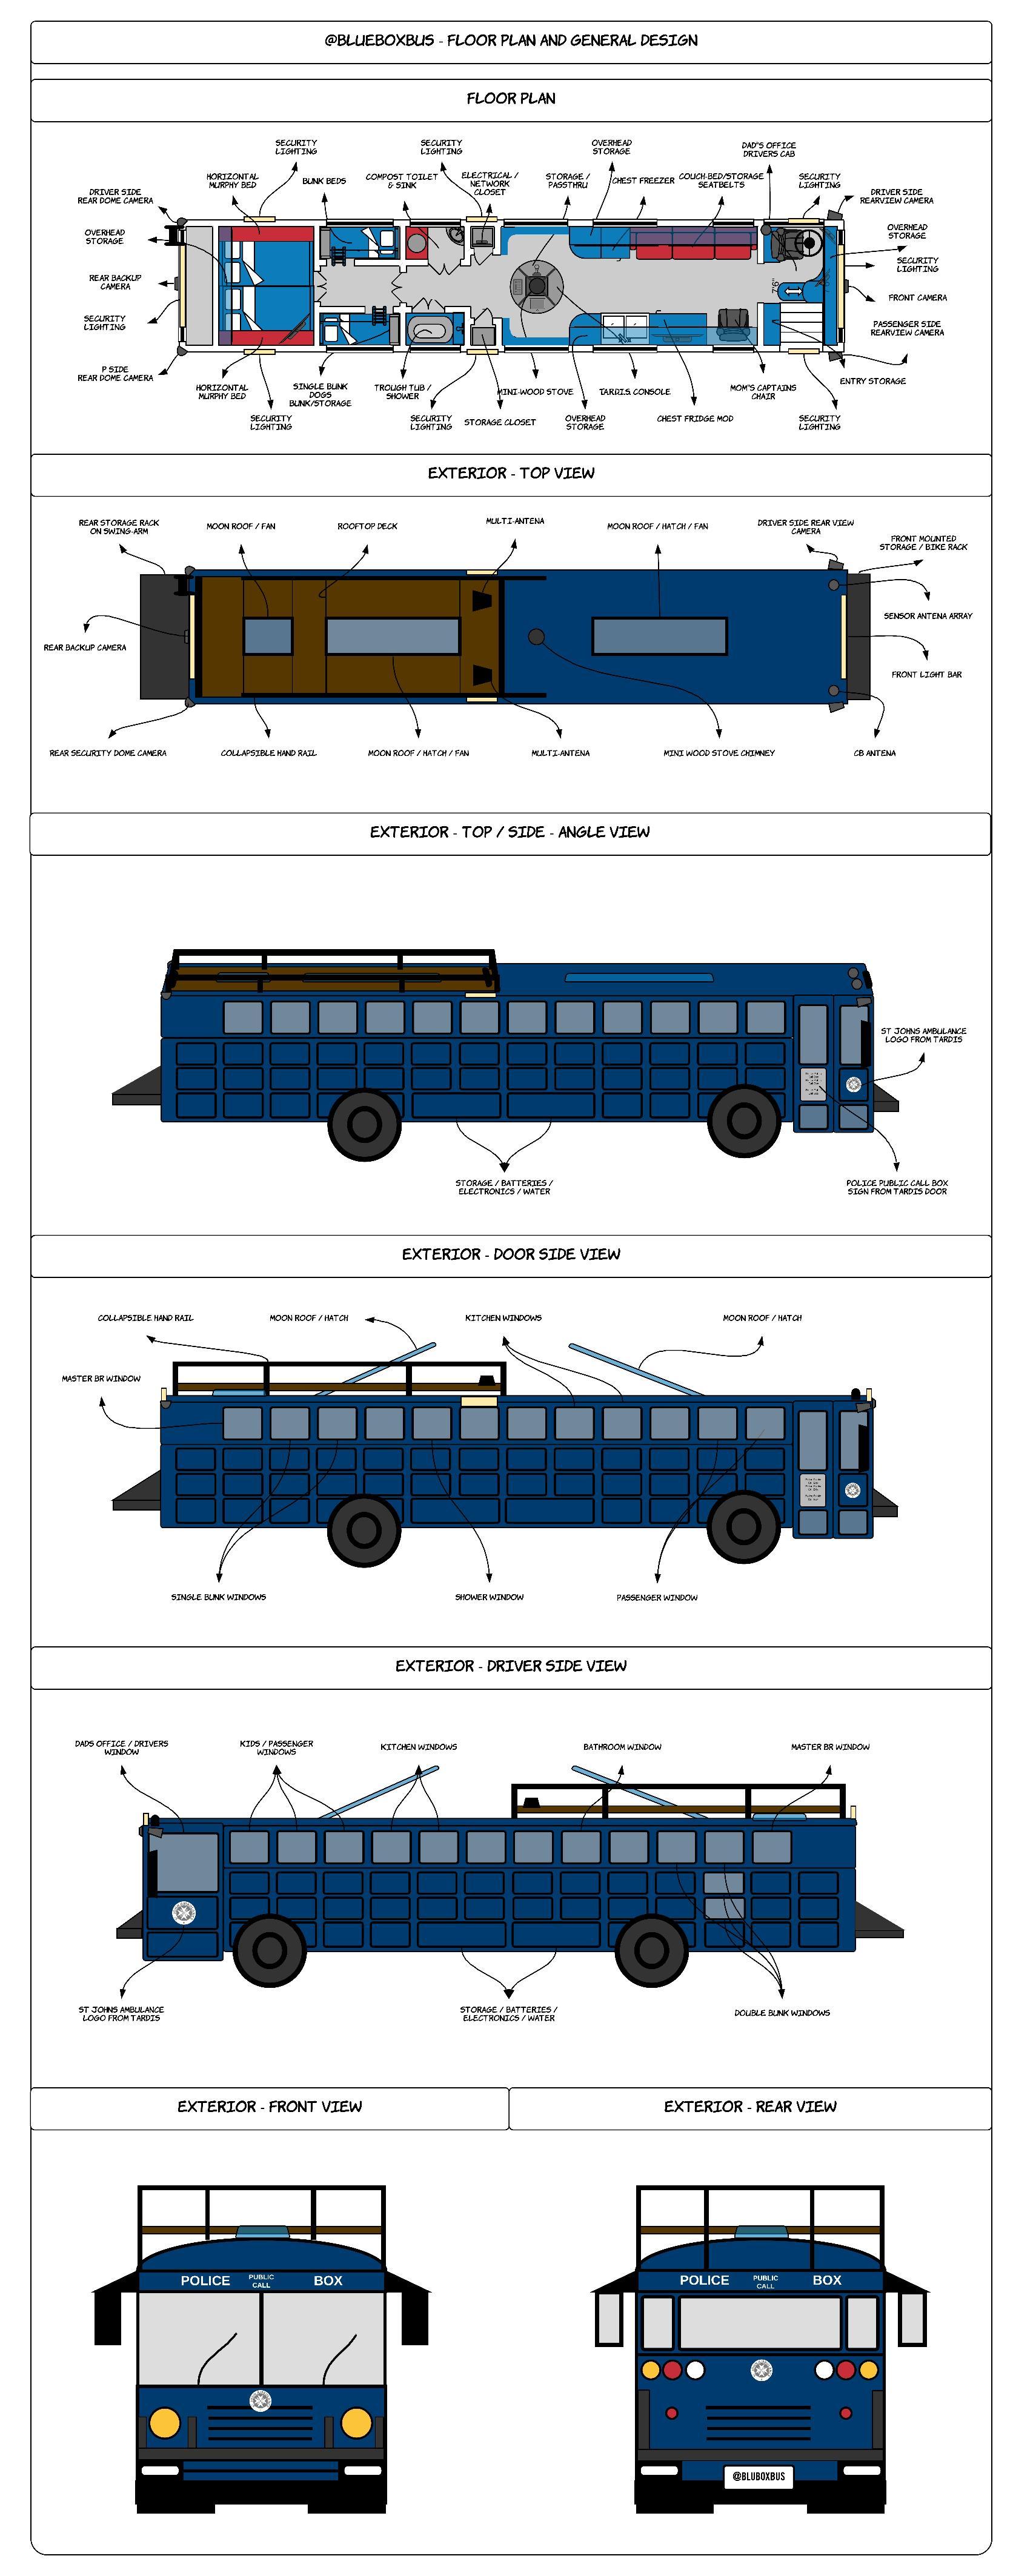 @BLUEBOXBUS - FLOOR PLAN AND GENERAL DESIGN
FLOOR PLAN
SECURITY
LIGHTING
SECURITY
LIGHTING
OVERHEAD
STORAGE
DAD'S OFFICE
DRIVERS CAB
HORIZONTAL
MURPHY BED
BUNK BEDS
COMPOST TOILET
& SINK
ELECTRICAL /
NETWORK
CLOSET
STORAGE /
PASSTHRU
CHEST FREEZER
COUCH-BED/STORAGE
SEATBELTS
SECURITY
LIGHTING
DRIVER SIDE
REAR DOME CAMERA
DRIVER SIDE
REARVIEW CAMERA
OVERHEAD
STORAGE
OVERHEAD
STORAGE
SECURITY
LIGHTING
REAR BACKUP
CAMERA
7'6"
FRONT CAMERA
SECURITY
LIGHTING
PASSENGER SIDE
REARVIEW CAMERA
P SIDE
REAR DOME CAMERA
ENTRY STORAGE
HORIZONTAL
MURPHY BED
SINGLE BUNK
DOGS
BUNK/STORAGE
TROUGH TUB /
SHOWER
MINI-WOOD STOVE
T.A.R.D.I.S. CONSOLE
MOM'S CAPTAINS
CHAIR
SECURITY
LIGHTING
SECURITY
LIGHTING
STORAGE CLOSET
OVERHEAD
STORAGE
CHEST FRIDGE MOD
SECURITY
LIGHTING
EXTERIOR - TOP VIEW
REAR STORAGE RACK
ON SWING-ARM
MOON ROOF / FAN
ROOFTOP DECK
MULTI-ANTENA
MOON ROOF / HATCH / FAN
DRIVER SIDE REAR VIEW
CAMERA
FRONT MOUNTED
STORAGE / BIKE RACK
SENSOR ANTENA ARRAY
REAR BACKUP CAMERA
FRONT LIGHT BAR
REAR SECURITY DOME CAMERA
COLLAPSIBLE HAND RAIL
MOON ROOF / HATCH / FAN
MULTI-ANTENA
MINI WOOD STOVE CHIMNEY
CB ANTENA
EXTERIOR - TOP / SIDE - ANGLE VIEW
ST JOHNS AMBULANCE
LOGO FROM TARDIS
STORAGE / BATTERIES /
ELECTRONICS / WATER
POLICE PUBLIC CALL BOX
SIGN FROM TARDIS DOOR
EXTERIOR - DOOR SIDE VIEW
COLLAPSIBLE HAND RAIL
MOON ROOF / HATCH
KITCHEN WINDOWS
MOON ROOF / HATCH
MASTER BR WINDOW
SINGLE BUNK WINDOWS
SHOWER WINDOW
PASSENGER WINDOW
EXTERIOR - DRIVER SIDE VIEW
DADS OFFICE / DRIVERS
WINDOW
KIDS / PASSENGER
WINDOWS
KITCHEN WINDOWS
BATHROOM WINDOW
MASTER BR WINDOW
ST JOHNS AMBULANCE
LOGO FROM TARDIS
STORAGE / BATTERIES /
ELECTRONICS / WATER
DOUBLE BUNK WINDOWS
EXTERIOR - FRONT VIEW
EXTERIOR - REAR VIEW
POLICE PUBLIC CALL BOX
POLICE PUBLIC CALL BOX
@BLUBOXBUS